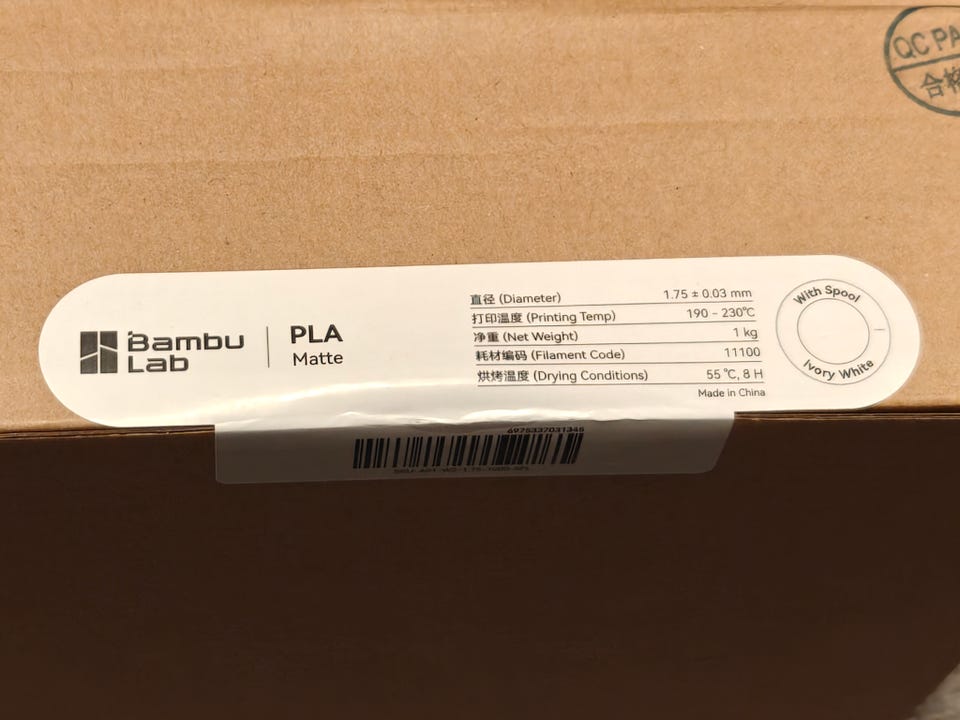 QC PA
合格
Bambu
Lab
PLA
Matte
直径 (Diameter) 1.75 ± 0.03 mm
打印温度 (Printing Temp) 190 - 230℃
净重 (Net Weight) 1 kg
耗材编码 (Filament Code) 11100
烘烤温度 (Drying Conditions) 55 ℃, 8 H
Made in China
With Spool
Ivory White
6975337031345